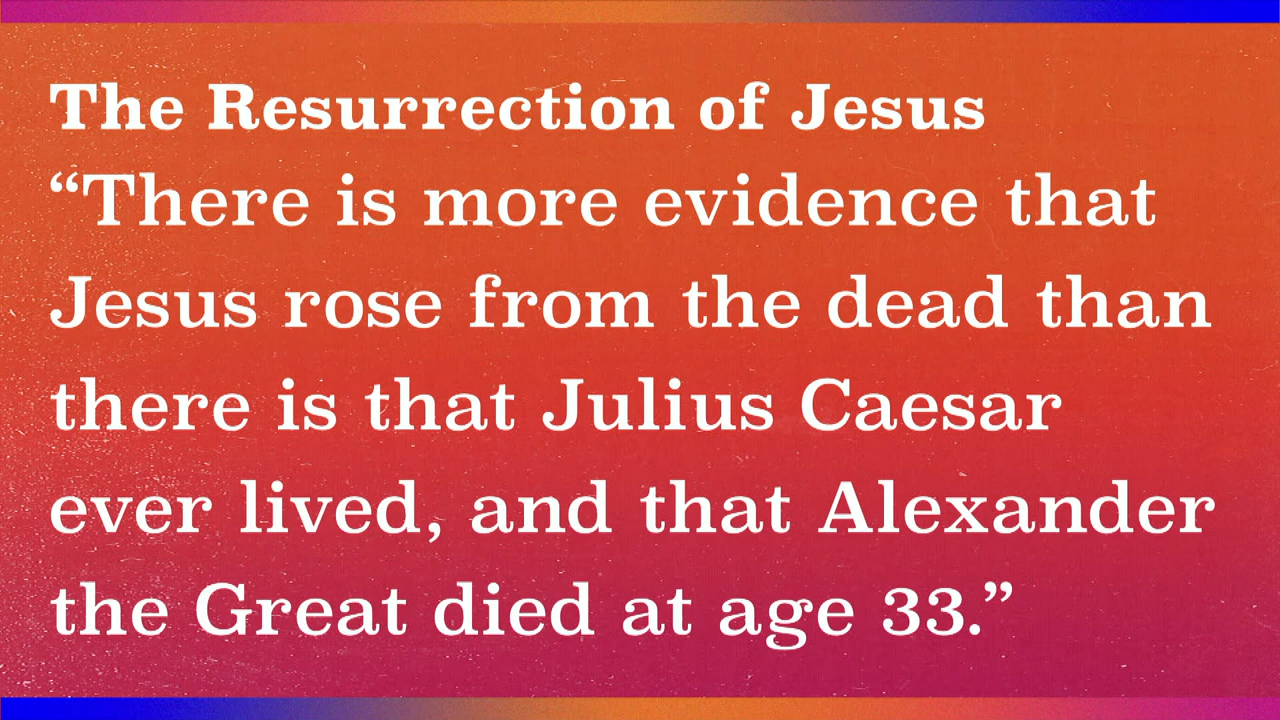 The Resurrection of Jesus
“There is more evidence that
Jesus rose from the dead than
there is that Julius Caesar
ever lived, and that Alexander
the Great died at age 33.”